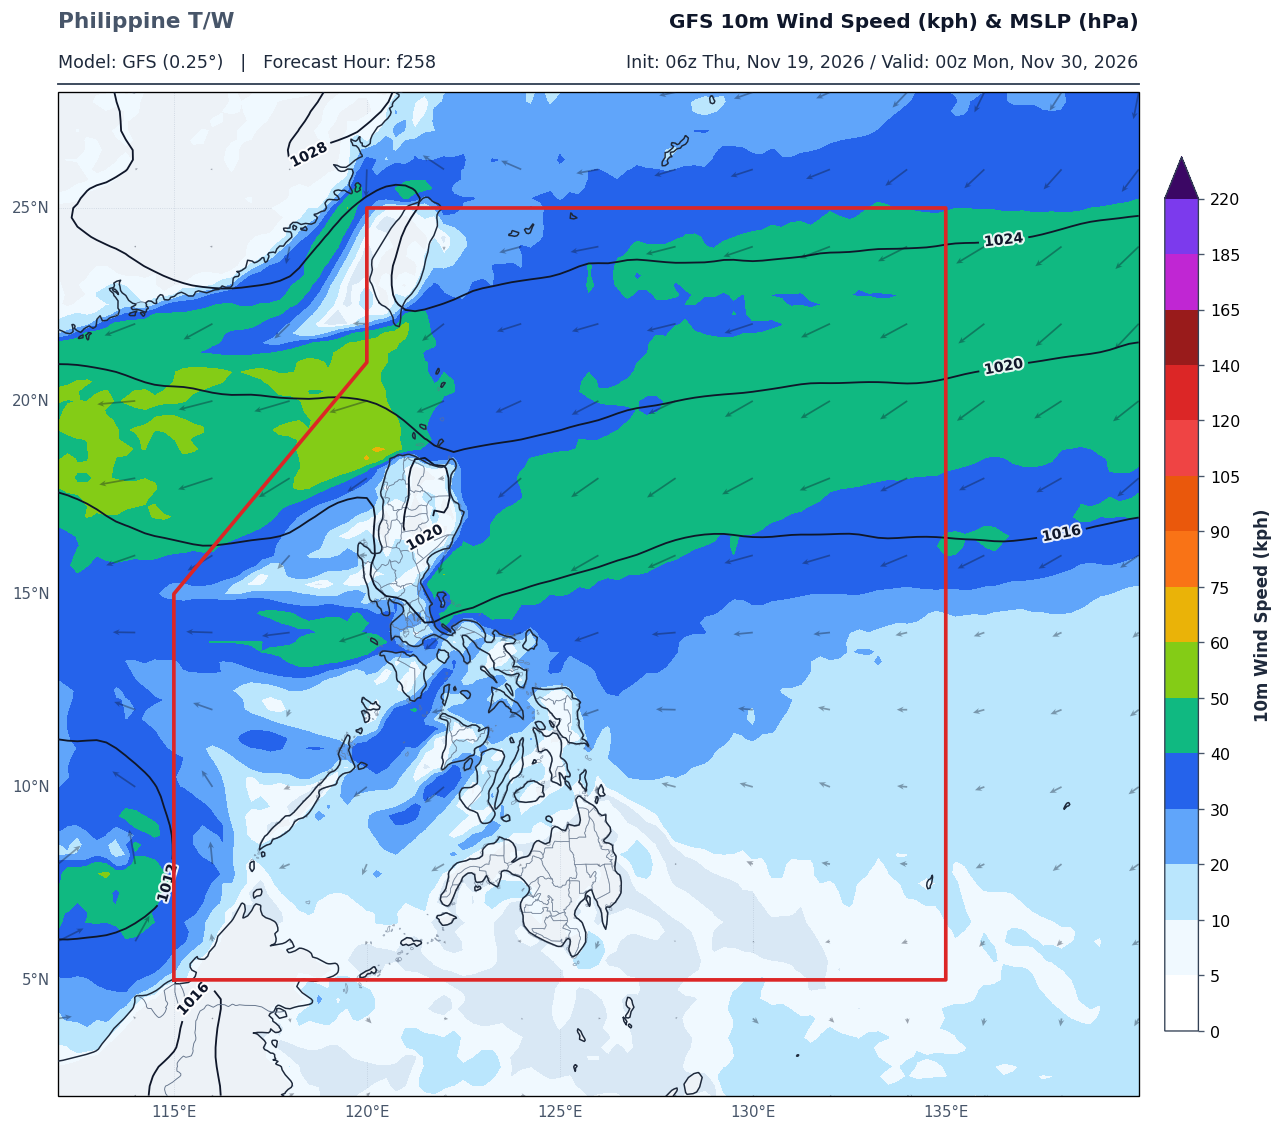 Philippine T/W
GFS 10m Wind Speed (kph) & MSLP (hPa)
Model: GFS (0.25°)   |   Forecast Hour: f258
Init: 06z Thu, Nov 19, 2026 / Valid: 00z Mon, Nov 30, 2026
1028
1024
1020
1020
1016
1012
1016
25°N
20°N
15°N
10°N
5°N
115°E
120°E
125°E
130°E
135°E
220
185
165
140
120
105
90
75
60
50
40
30
20
10
5
0
10m Wind Speed (kph)